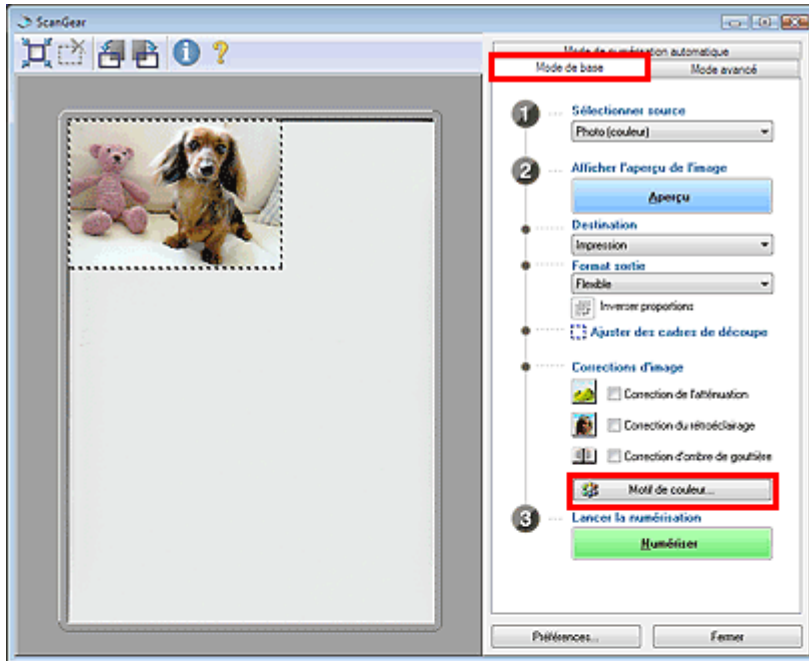 ScanGear
Mode de numérisation automatique
Mode de base
Mode avancé
1
Sélectionner source
Photo (couleur)
2
Afficher l'aperçu de l'image
Aperçu
Destination
Impression
Format sortie
Flexible
Inverser proportions
Ajuster des cadres de découpe
Corrections d'image
Correction de l'atténuation
Correction du rétroéclairage
Correction d'ombre de gouttière
Motif de couleur...
3
Lancer la numérisation
Numériser
Préférences...
Fermer